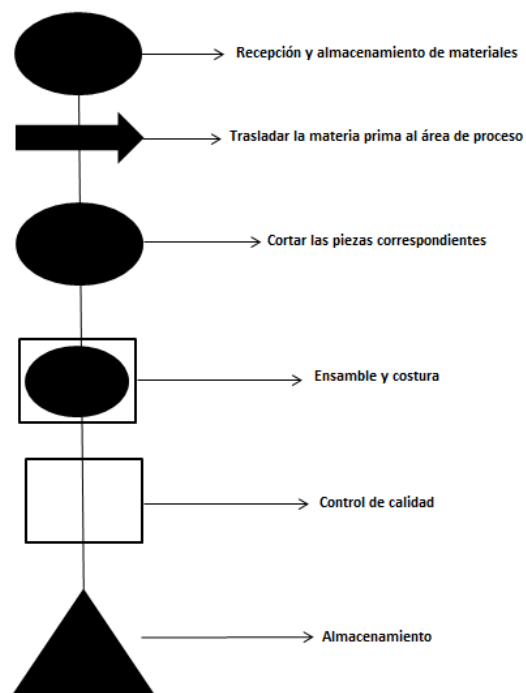 Recepción y almacenamiento de materiales
Trasladar la materia prima al área de proceso
Cortar las piezas correspondientes
Ensamble y costura
Control de calidad
Almacenamiento